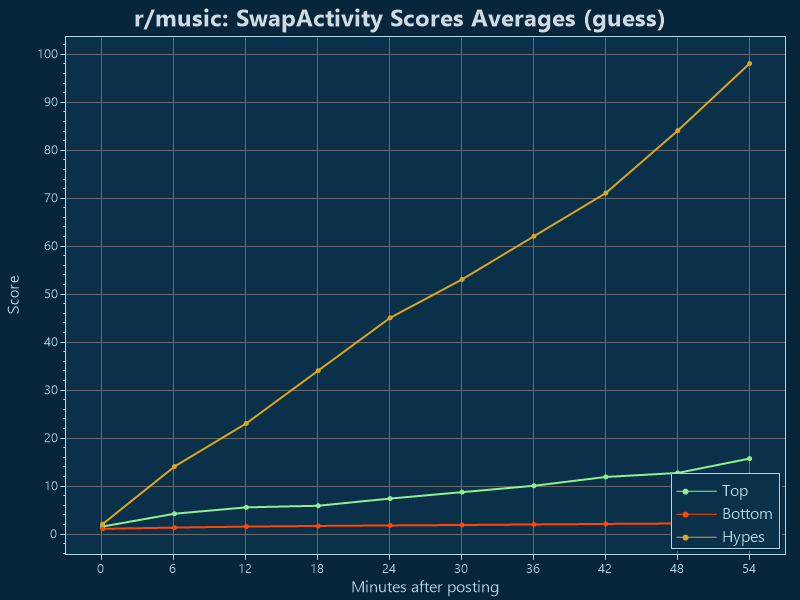 r/music: SwapActivity Scores Averages (guess)
100
90
80
70
60
50
40
30
20
10
0
Score
0 6 12 18 24 30 36 42 48 54
Minutes after posting
Top
Bottom
Hypes